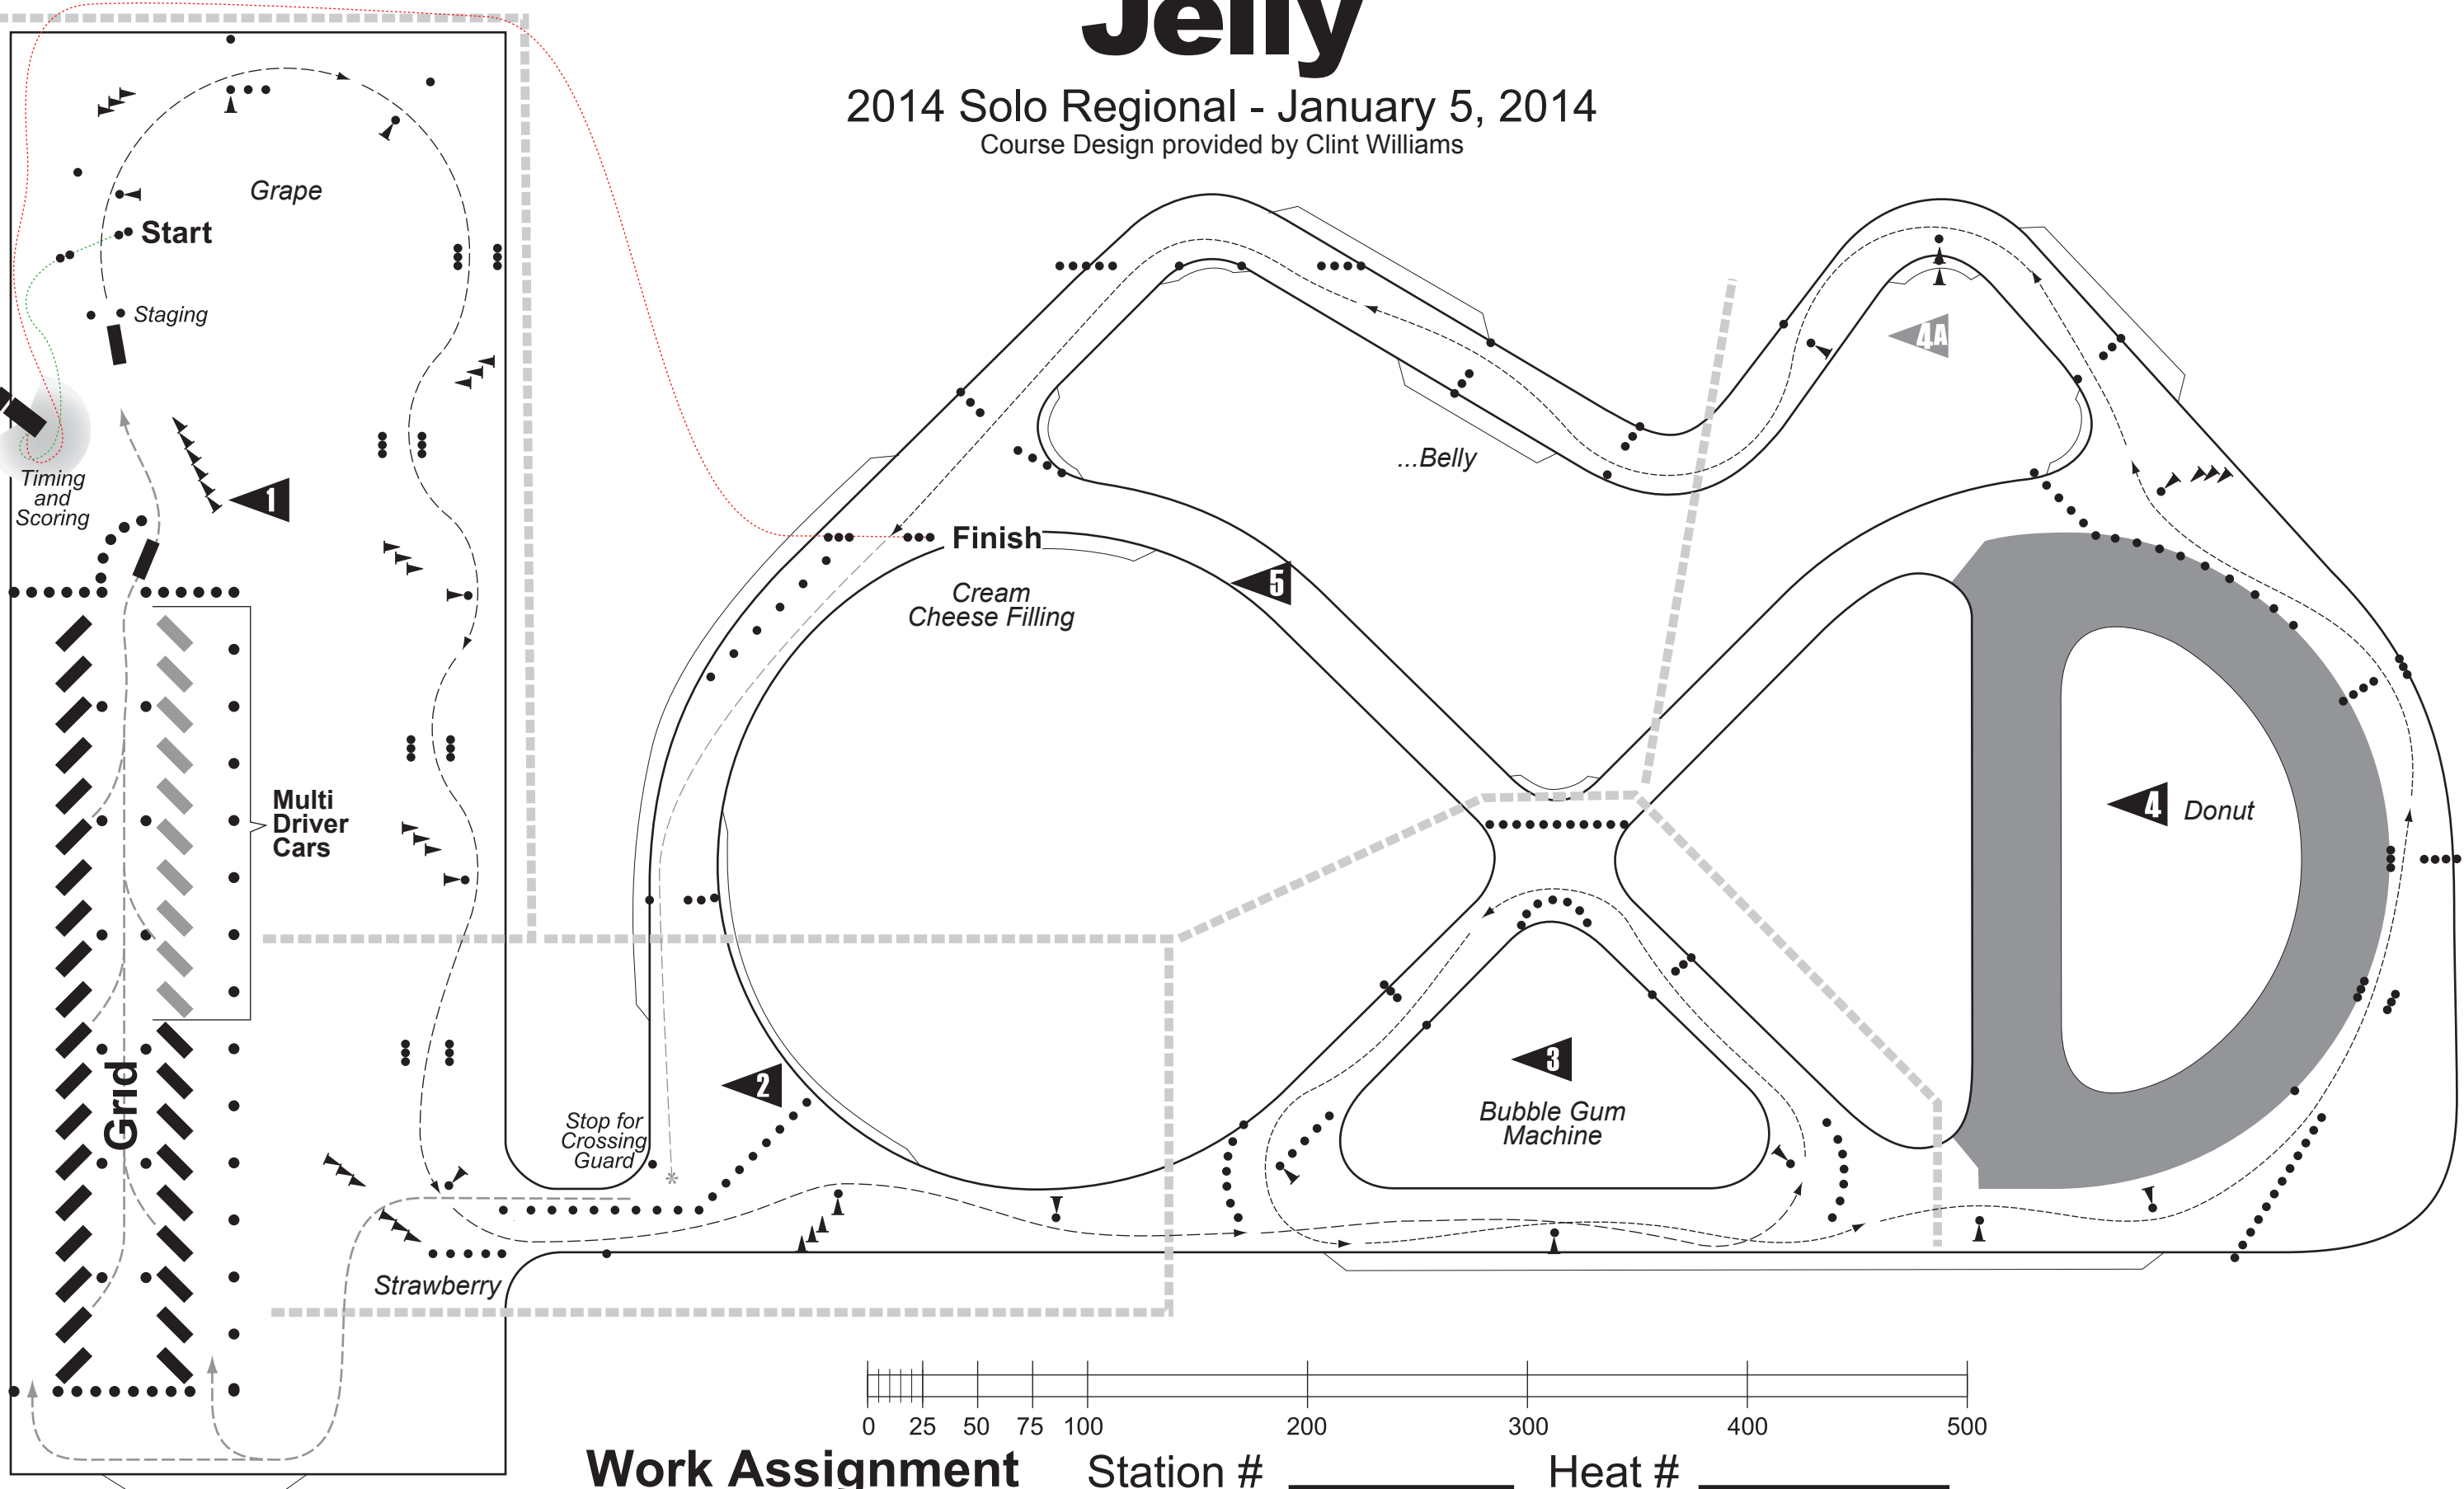 Jelly
2014 Solo Regional - January 5, 2014
Course Design provided by Clint Williams
Grape
Start
Staging
4A
...Belly
Timing
and
Scoring
1
Finish
5
Cream
Cheese Filling
Multi
Driver
Cars
4
Donut
Grid
2
3
Stop for
Crossing
Guard
Bubble Gum
Machine
Strawberry
0 25 50 75 100 200 300 400 500
Work Assignment Station # Heat #